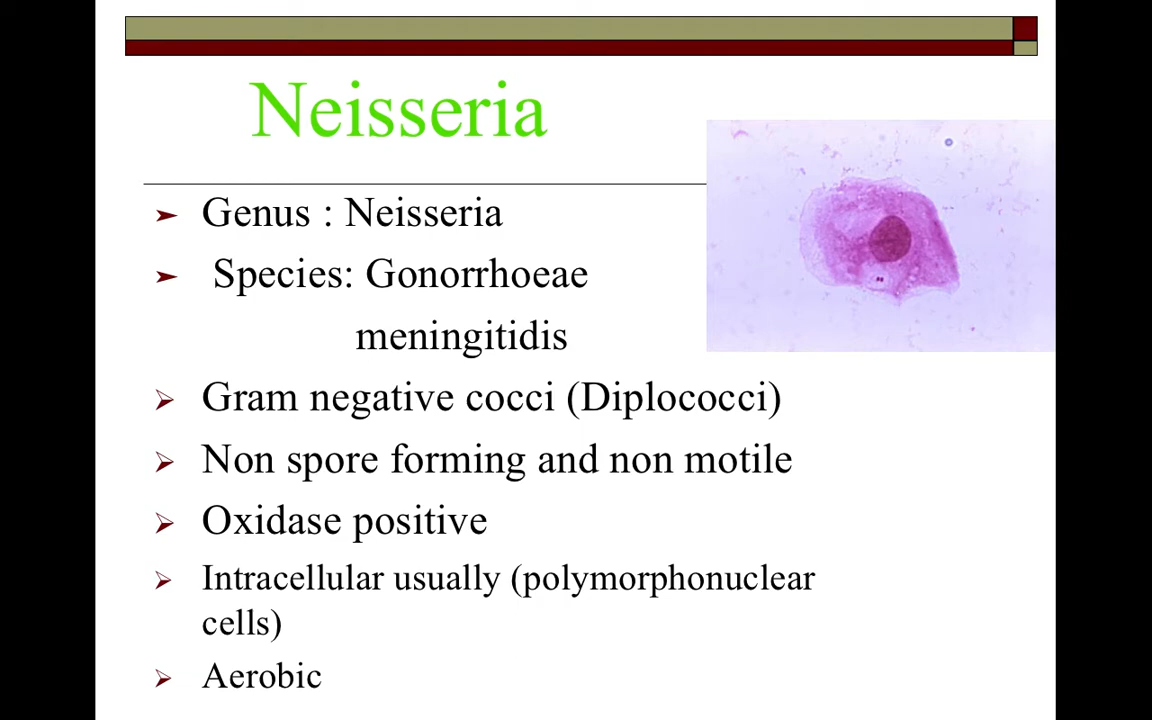 Neisseria
Genus : Neisseria
Species: Gonorrhoeae
meningitidis
Gram negative cocci (Diplococci)
Non spore forming and non motile
Oxidase positive
Intracellular usually (polymorphonuclear
cells)
Aerobic